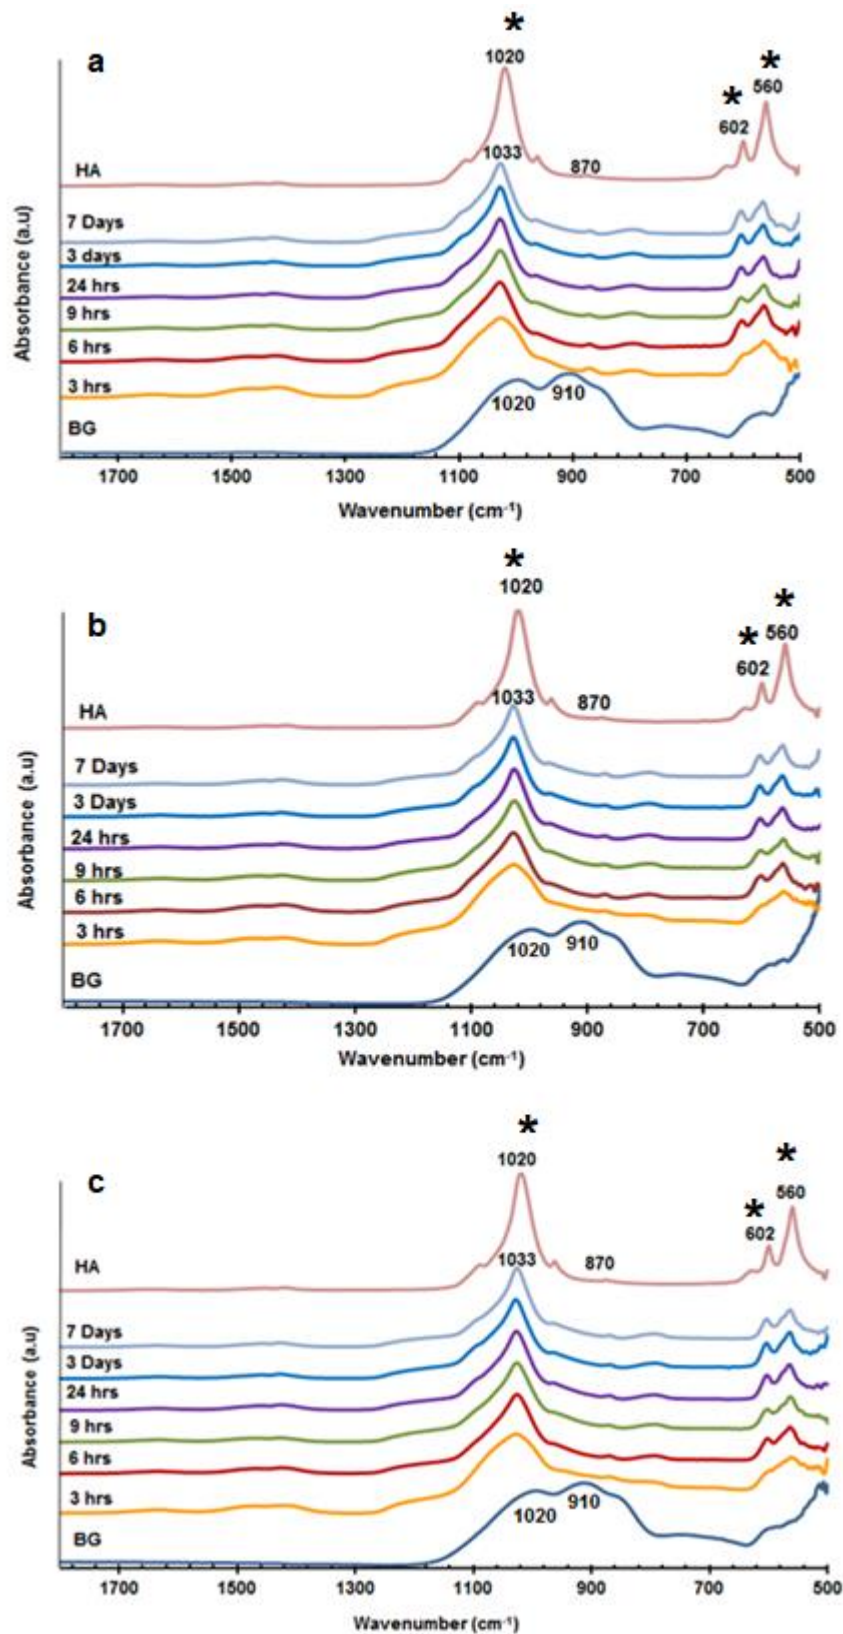 a
*
1020
*
560
*
602
HA
1033
870
7 Days
3 days
24 hrs
9 hrs
6 hrs
3 hrs
BG
1020
910
Absorbance (a.u)
1700
1500
1300
1100
900
700
500
Wavenumber (cm⁻¹)
b
*
1020
*
560
*
602
HA
1033
870
7 Days
3 Days
24 hrs
9 hrs
6 hrs
3 hrs
BG
1020
910
Absorbance (a.u)
1700
1500
1300
1100
900
700
500
Wavenumber (cm⁻¹)
c
*
1020
*
560
*
602
HA
1033
870
7 Days
3 Days
24 hrs
9 hrs
6 hrs
3 hrs
BG
1020
910
Absorbance (a.u)
1700
1500
1300
1100
900
700
500
Wavenumber (cm⁻¹)